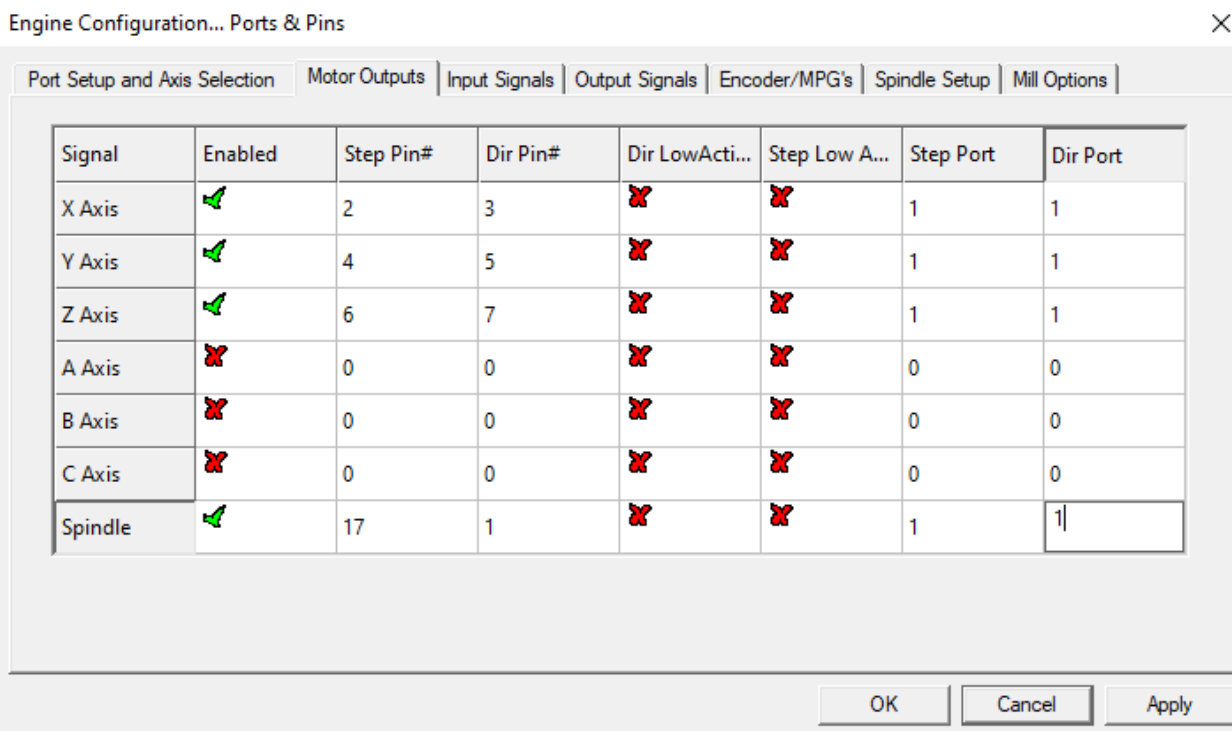 Engine Configuration... Ports & Pins
Port Setup and Axis Selection Motor Outputs Input Signals Output Signals Encoder/MPG's Spindle Setup Mill Options
Signal Enabled Step Pin# Dir Pin# Dir LowActi... Step Low A... Step Port Dir Port
X Axis 2 3 1 1
Y Axis 4 5 1 1
Z Axis 6 7 1 1
A Axis 0 0 0 0
B Axis 0 0 0 0
C Axis 0 0 0 0
Spindle 17 1 1 1
OK Cancel Apply